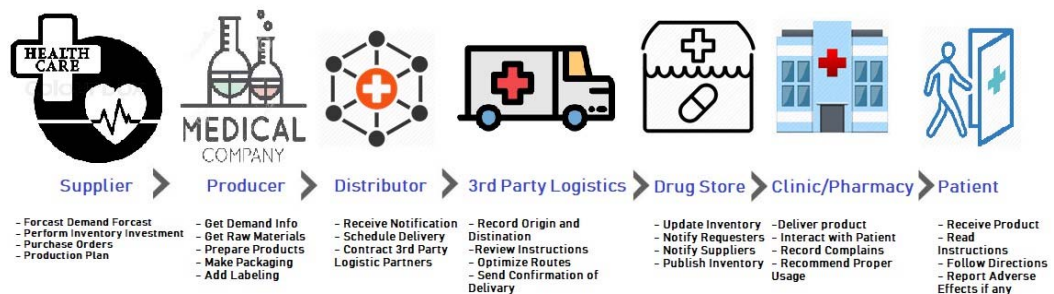 HEALTH
CARE
MEDICAL
COMPANY
Supplier
- Forcast Demand Forcast
- Perform Inventory Investment
- Purchase Orders
- Production Plan
Producer
- Get Demand Info
- Get Raw Materials
- Prepare Products
- Make Packaging
- Add Labeling
Distributor
- Receive Notification
- Schedule Delivery
- Contract 3rd Party
Logistic Partners
3rd Party Logistics
- Record Origin and
Distination
- Review Instructions
- Optimize Routes
- Send Confirmation of
Delivary
Drug Store
- Update Inventory
- Notify Requesters
- Notify Suppliers
- Publish Inventory
Clinic/Pharmacy
-Deliver product
- Interact with Patient
- Record Complains
- Recommend Proper
Usage
Patient
- Receive Product
- Read
Instructions
- Follow Directions
- Report Adverse
Effects if any